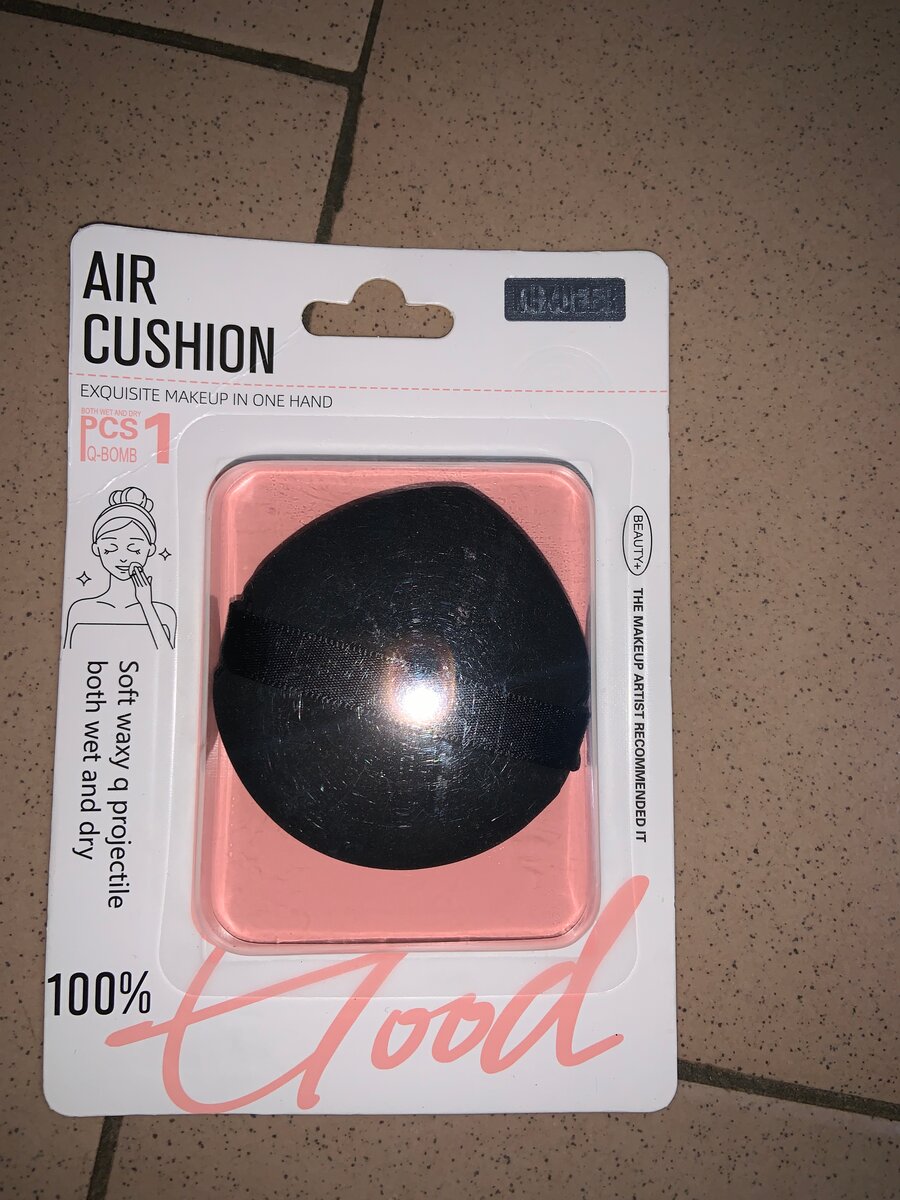 AIR
CUSHION
EXQUISITE MAKEUP IN ONE HAND
BOTH WET AND DRY
PCS 1
Q-BOMB
BEAUTY+ THE MAKEUP ARTIST RECOMMENDED IT
Soft waxy q projectile
both wet and dry
100%
Good